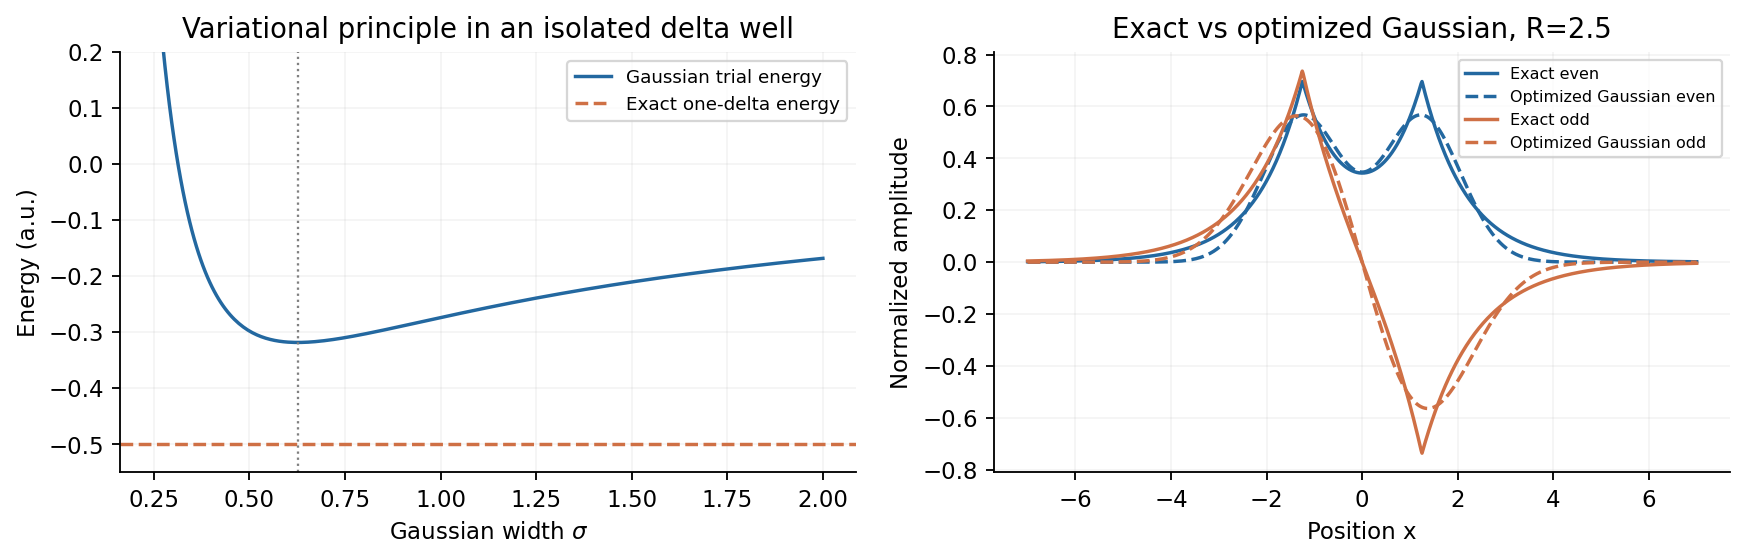 Variational principle in an isolated delta well
Energy (a.u.)
0.2
0.1
0.0
−0.1
−0.2
−0.3
−0.4
−0.5
Gaussian trial energy
Exact one-delta energy
0.25 0.50 0.75 1.00 1.25 1.50 1.75 2.00
Gaussian width σ
Exact vs optimized Gaussian, R=2.5
Normalized amplitude
0.8
0.6
0.4
0.2
0.0
−0.2
−0.4
−0.6
−0.8
Exact even
Optimized Gaussian even
Exact odd
Optimized Gaussian odd
−6 −4 −2 0 2 4 6
Position x